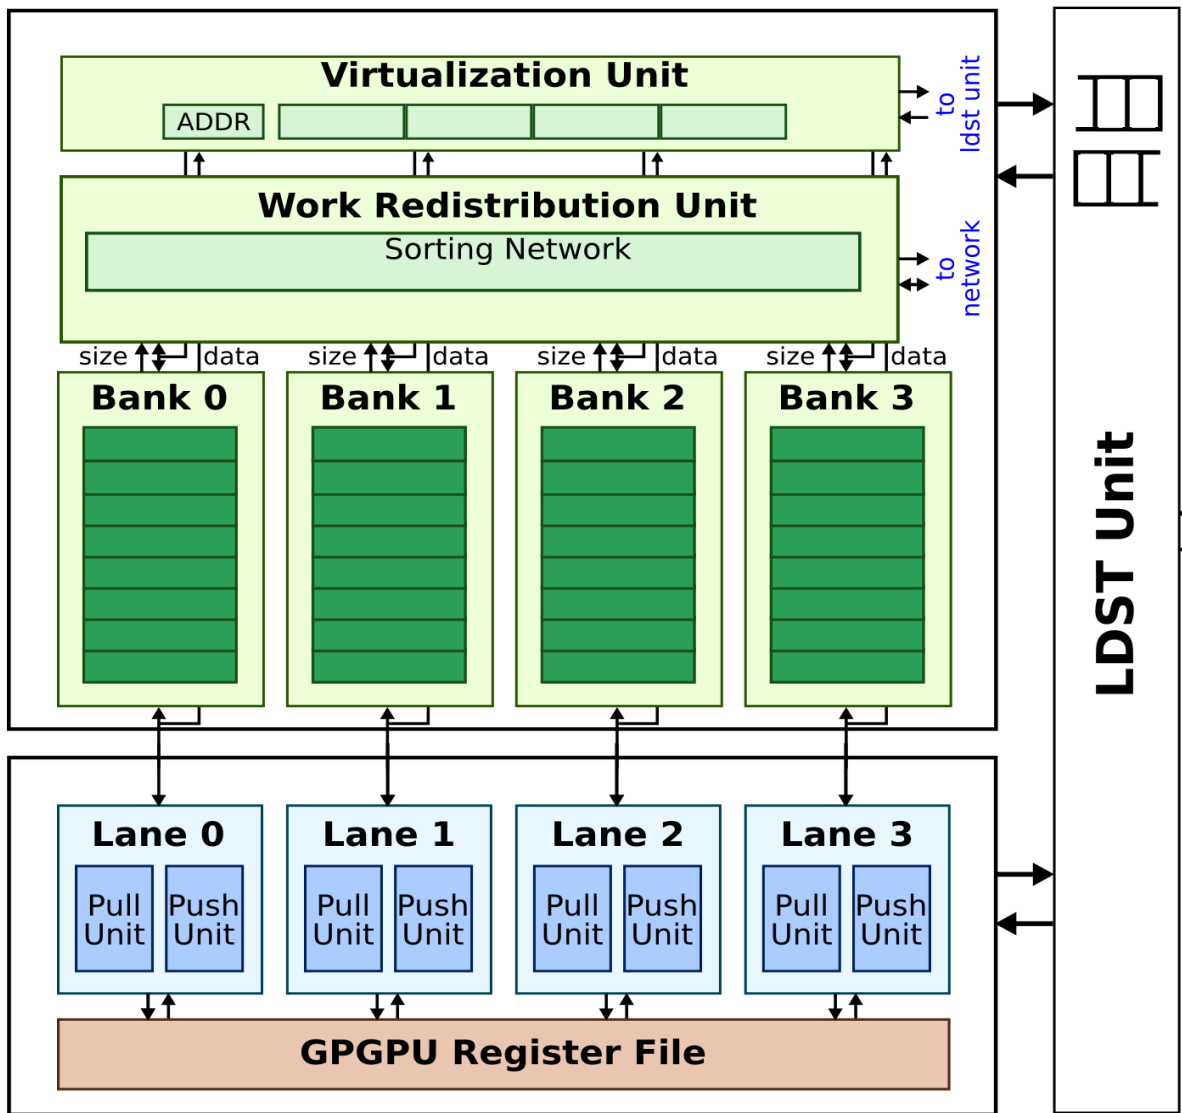 Virtualization Unit
ADDR
to
ldst unit
Work Redistribution Unit
Sorting Network
to
network
size
data
size
data
size
data
size
data
Bank 0
Bank 1
Bank 2
Bank 3
LDST Unit
Lane 0
Lane 1
Lane 2
Lane 3
Pull
Unit
Push
Unit
Pull
Unit
Push
Unit
Pull
Unit
Push
Unit
Pull
Unit
Push
Unit
GPGPU Register File